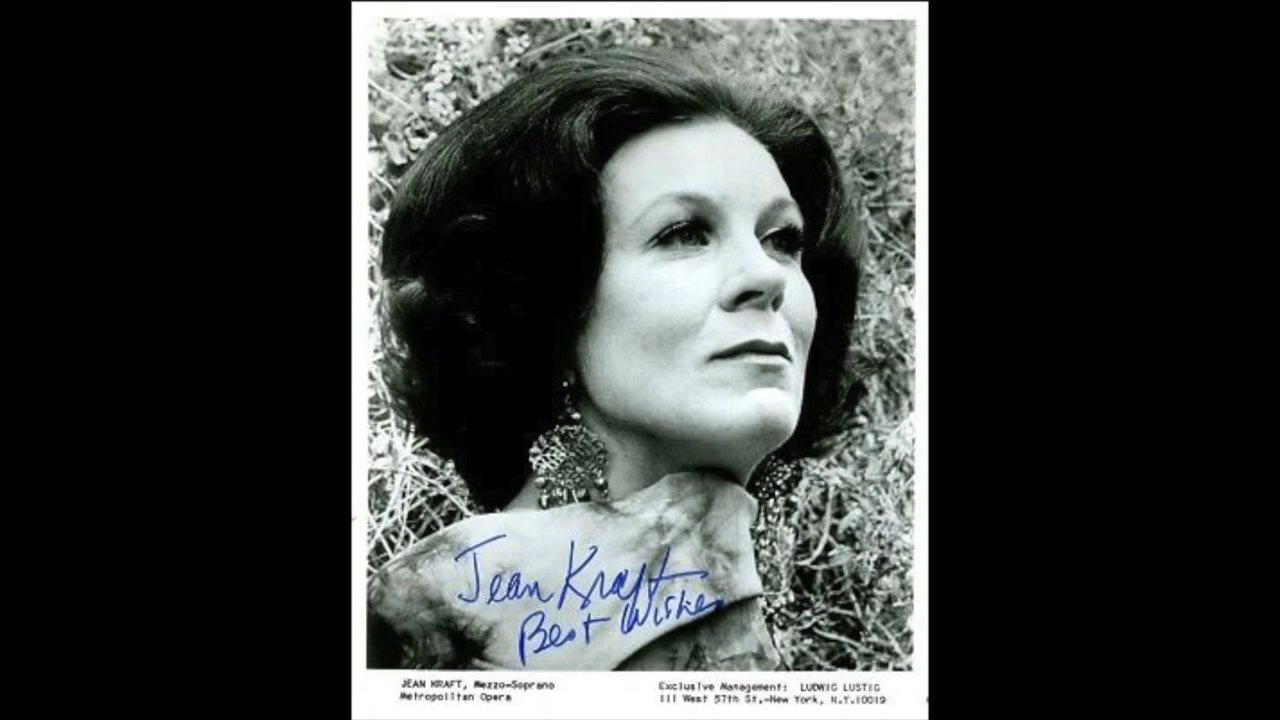 Jean Kraft
Best Wishes
JEAN KRAFT, Mezzo-Soprano
Metropolitan Opera
Exclusive Management: LUDWIG LUSTIG
111 West 57th St.-New York, N.Y.10019